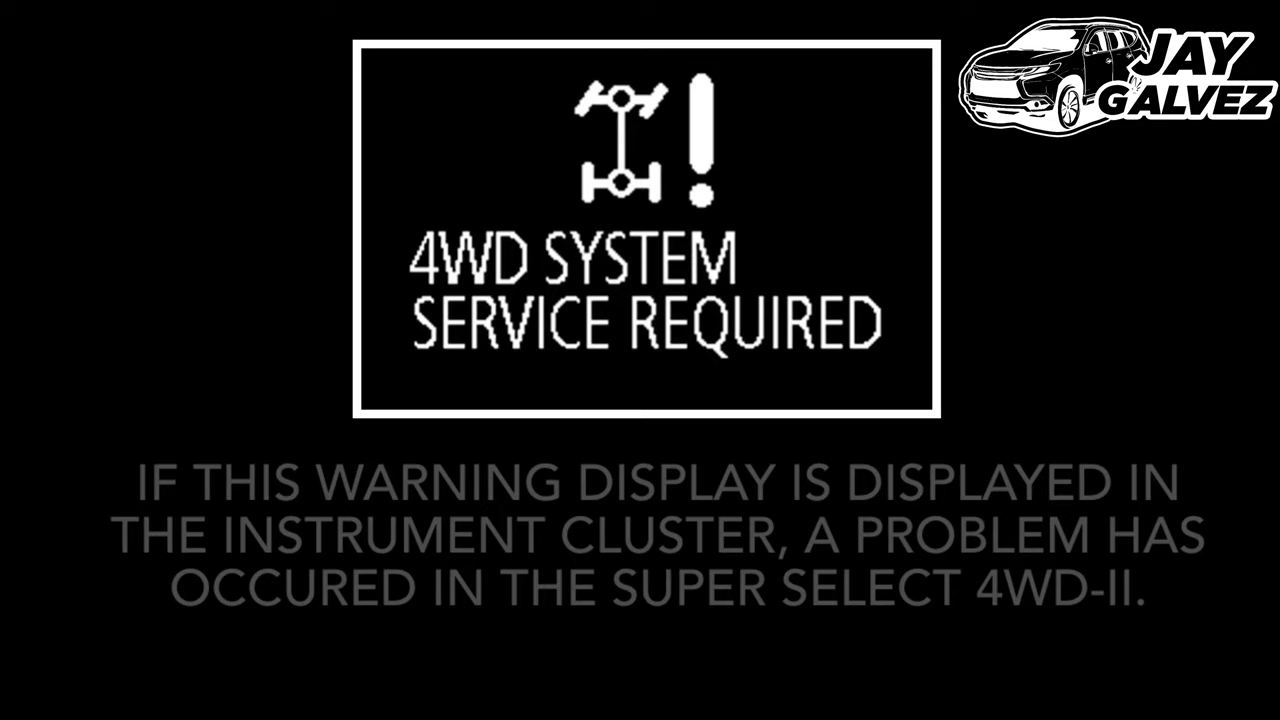 JAY
GALVEZ
4WD SYSTEM
SERVICE REQUIRED
IF THIS WARNING DISPLAY IS DISPLAYED IN
THE INSTRUMENT CLUSTER, A PROBLEM HAS
OCCURED IN THE SUPER SELECT 4WD-II.